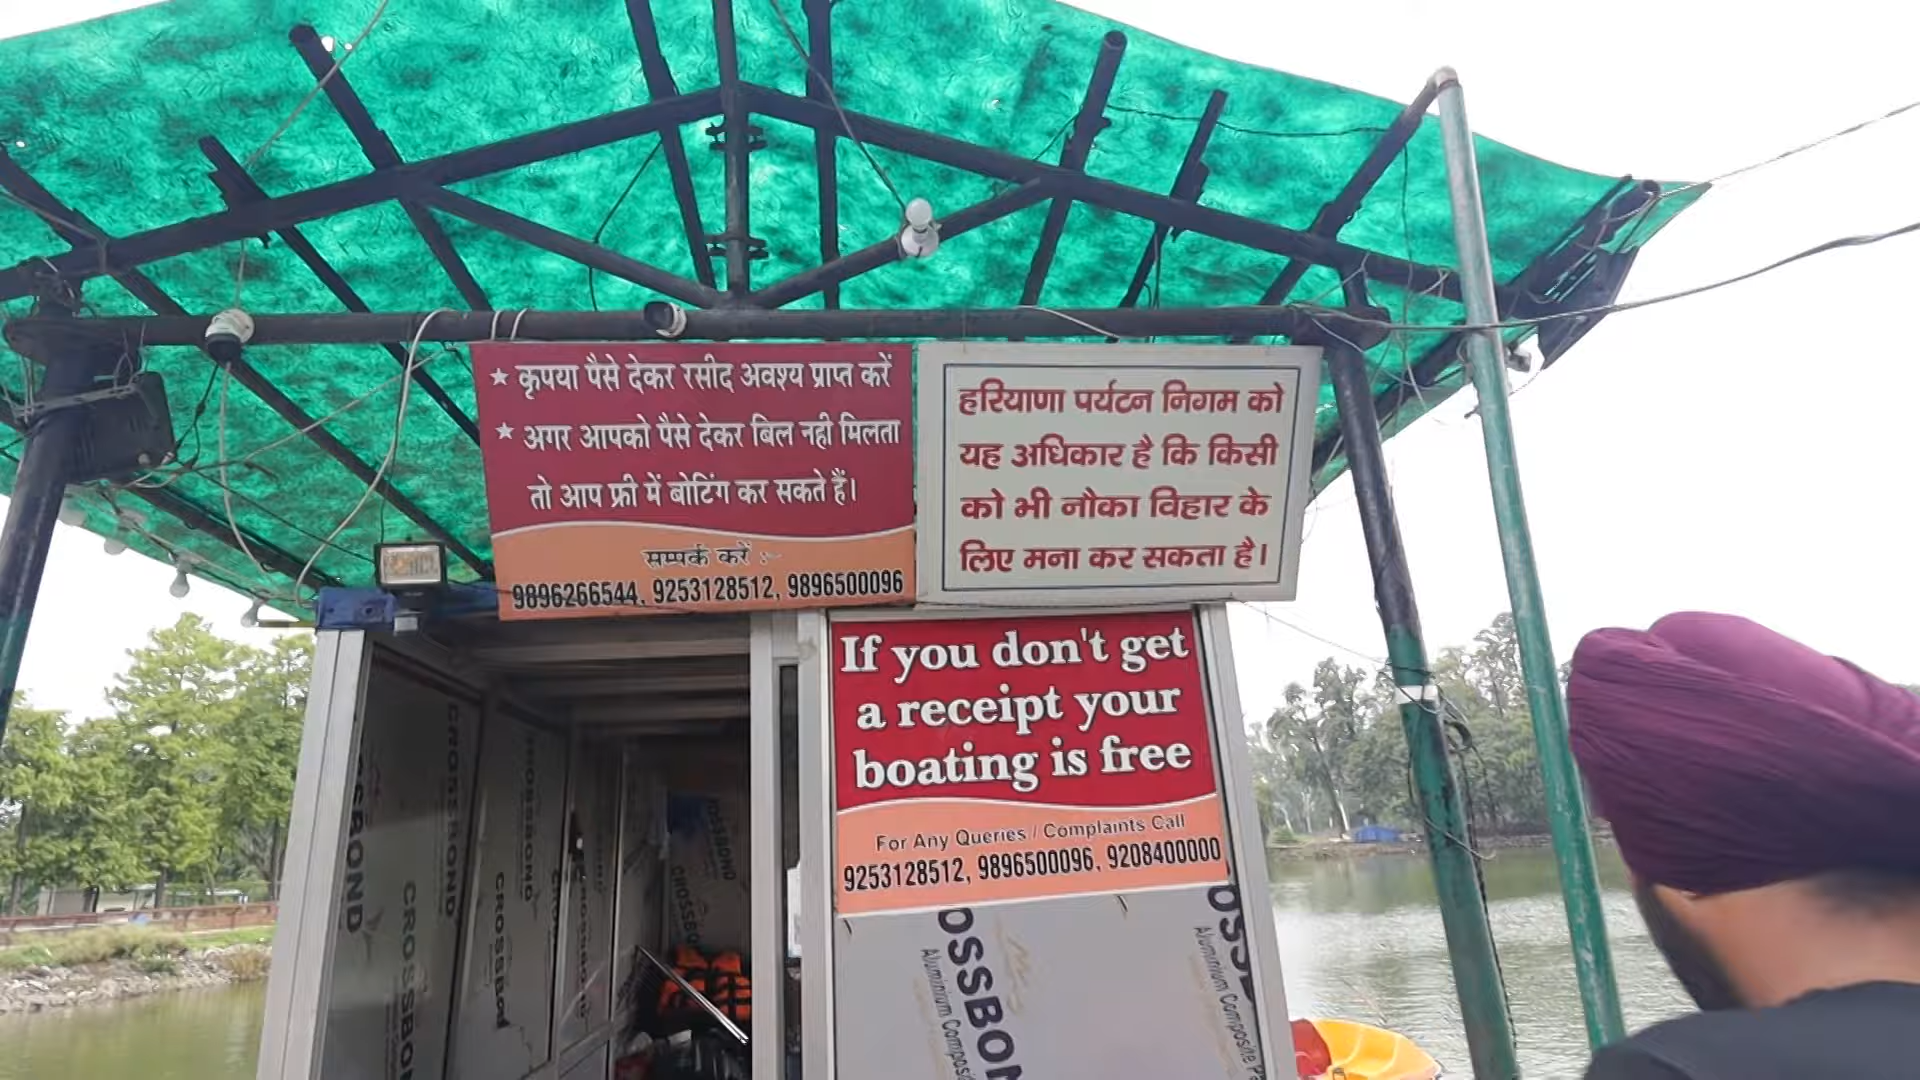 ★ कृपया पैसे देकर रसीद अवश्य प्राप्त करें
★ अगर आपको पैसे देकर बिल नही मिलता
तो आप फ्री में बोटिंग कर सकते हैं।
सम्पर्क करें :-
9896266544, 9253128512, 9896500096
हरियाणा पर्यटन निगम को
यह अधिकार है कि किसी
को भी नौका विहार के
लिए मना कर सकता है।
If you don't get
a receipt your
boating is free
For Any Queries / Complaints Call
9253128512, 9896500096, 9208400000
CROSSBOND
CROSSBOND
CROSSBOND
Aluminium Composite